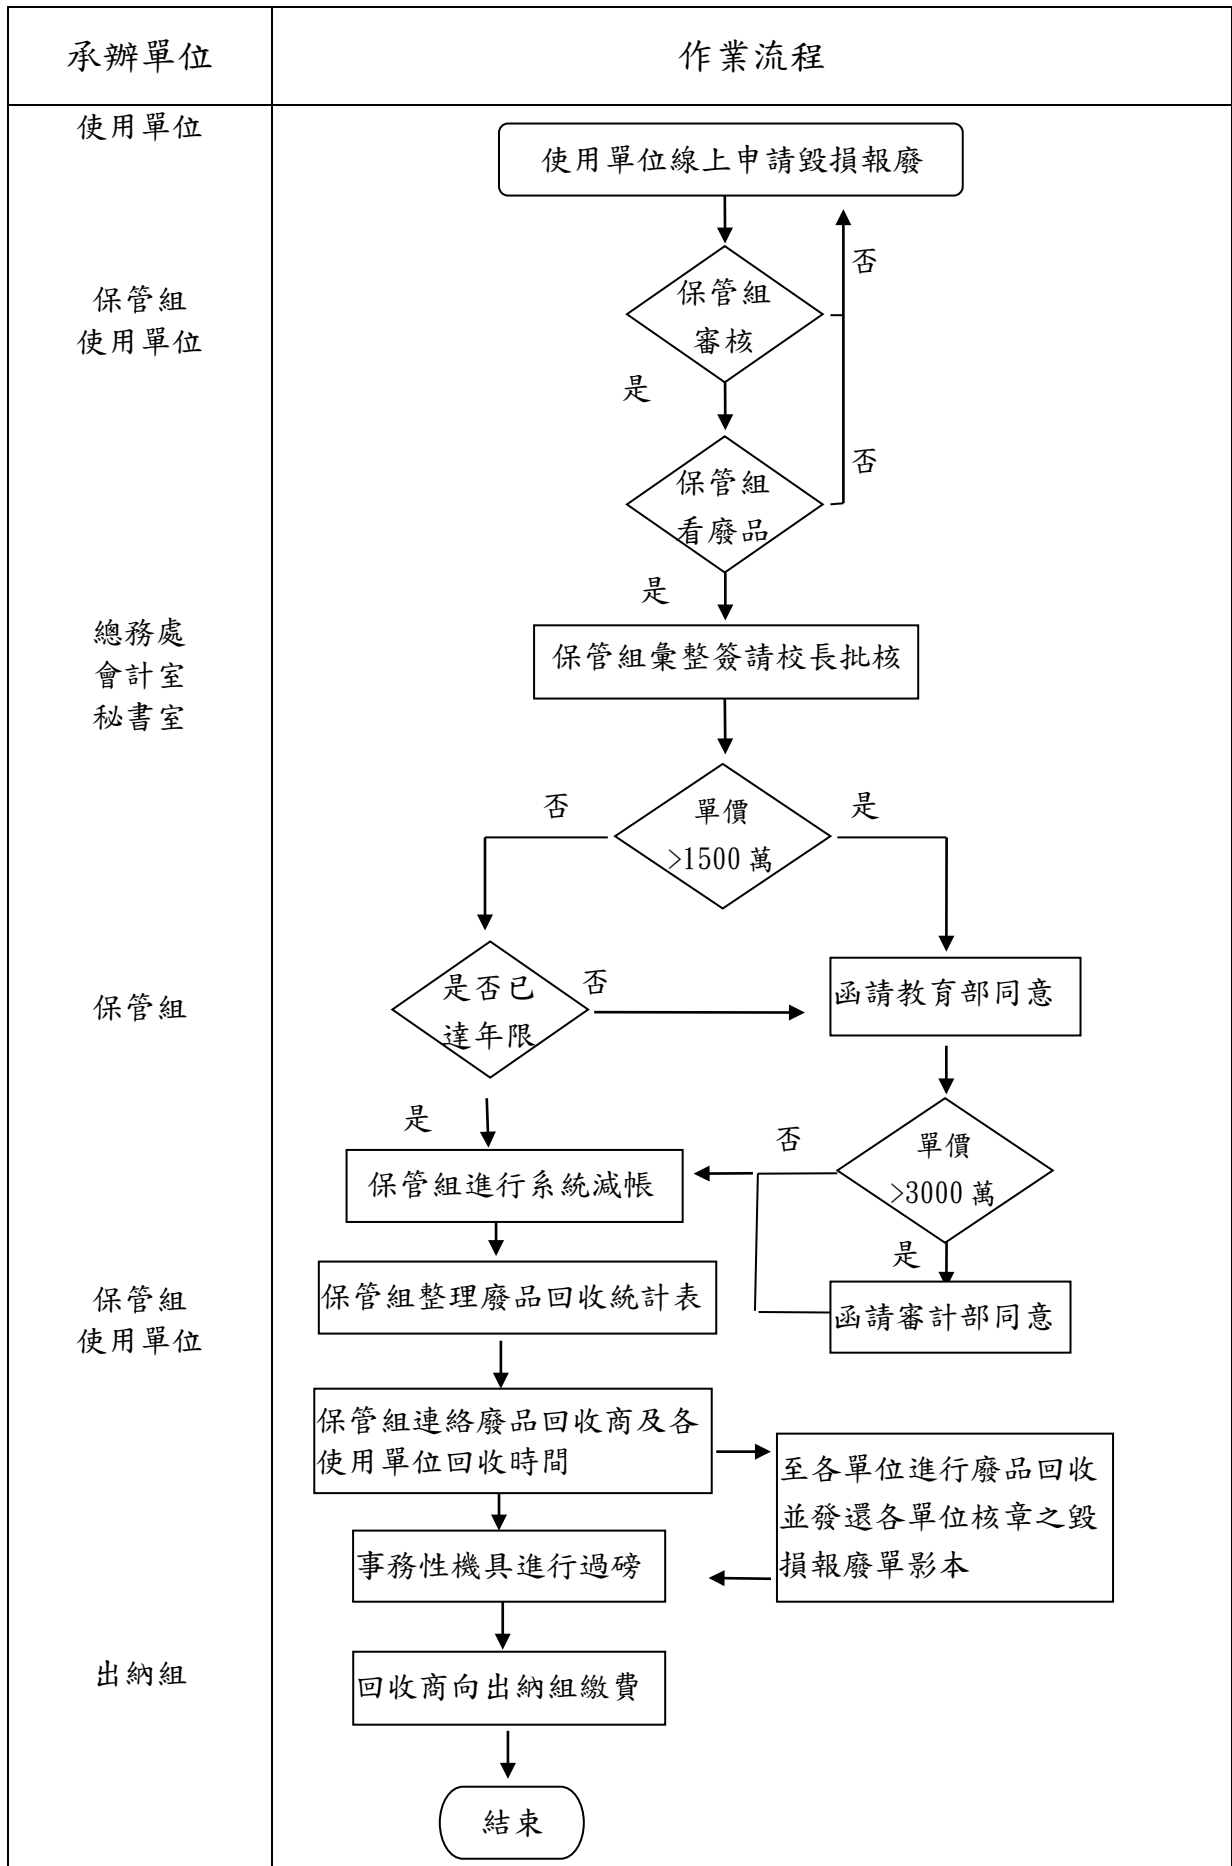 承辦單位
作業流程
使用單位
使用單位線上申請毀損報廢
否
保管組
審核
保管組
使用單位
是
否
保管組
看廢品
是
總務處
會計室
秘書室
保管組彙整簽請校長批核
否
單價
>1500萬
是
保管組
是否已
達年限
否
函請教育部同意
是
否
單價
>3000萬
保管組進行系統減帳
是
保管組
使用單位
保管組整理廢品回收統計表
函請審計部同意
保管組連絡廢品回收商及各
使用單位回收時間
至各單位進行廢品回收
並發還各單位核章之毀
損報廢單影本
事務性機具進行過磅
出納組
回收商向出納組繳費
結束